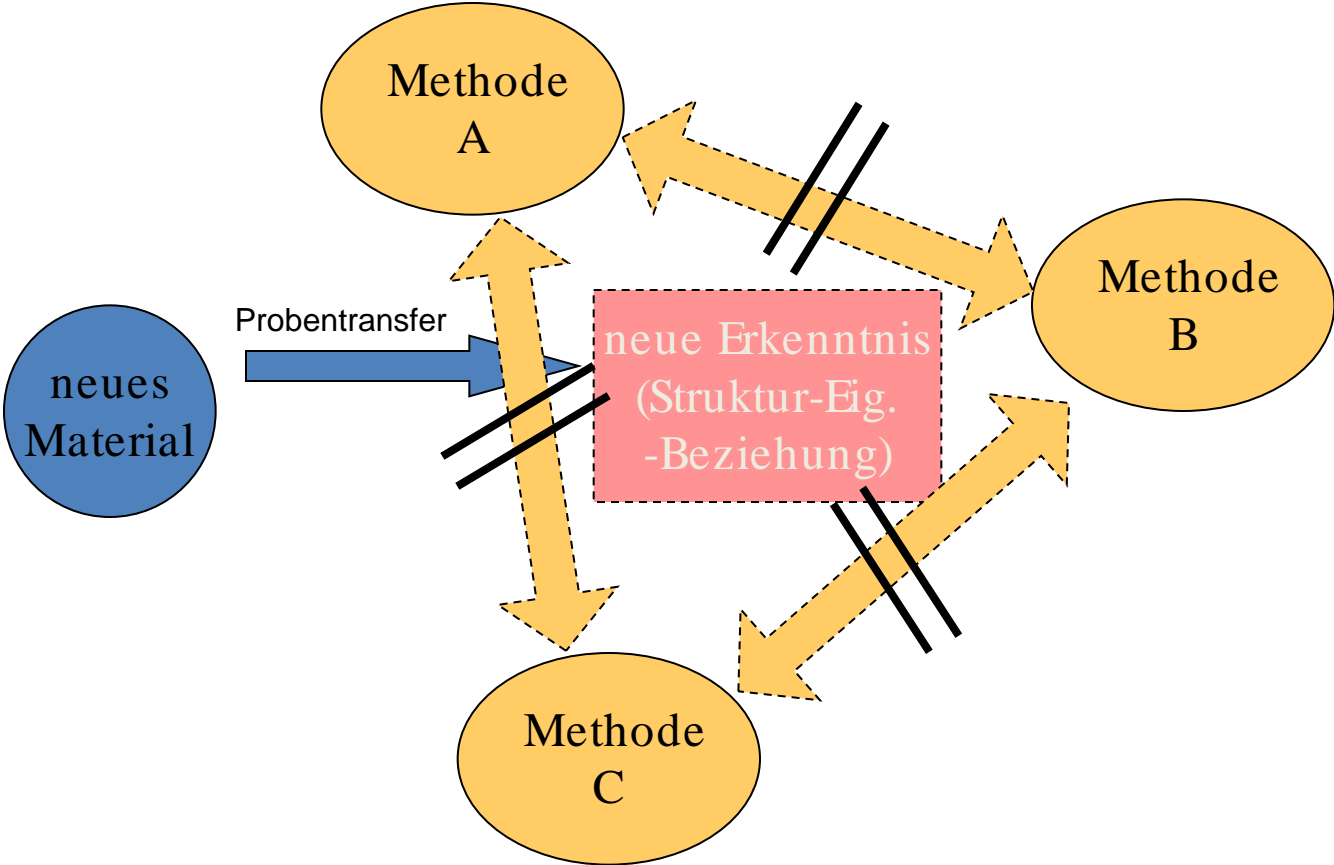 Methode
A
Methode
B
Probentransfer
neues
Material
neue Erkenntnis
(Struktur-Eig.
-Beziehung)
Methode
C